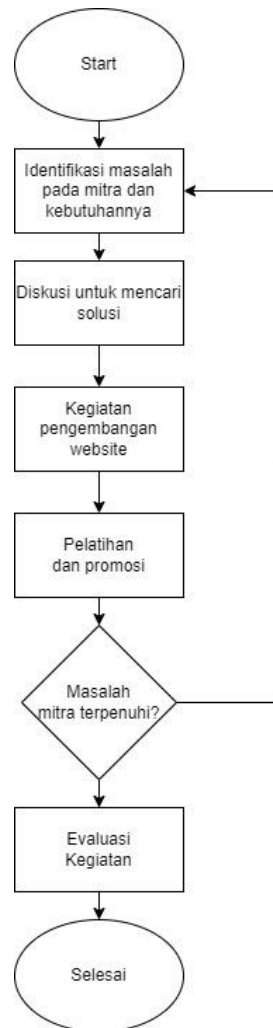 Start
Identifikasi masalah
pada mitra dan
kebutuhannya
Diskusi untuk mencari
solusi
Kegiatan
pengembangan
website
Pelatihan
dan promosi
Masalah
mitra terpenuhi?
Evaluasi
Kegiatan
Selesai